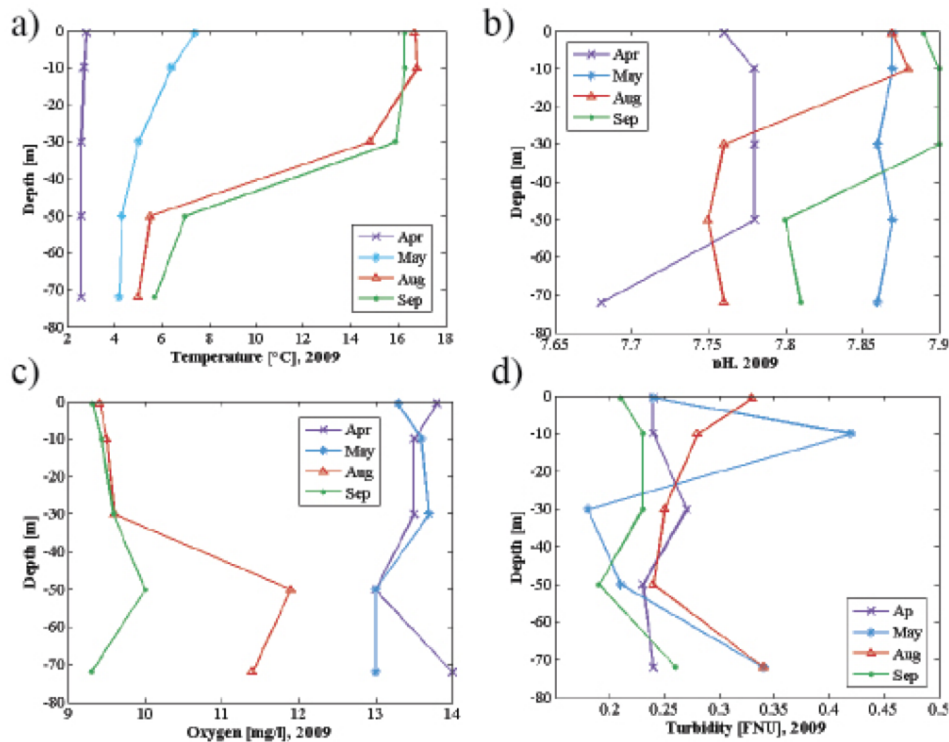 a)
0
-10
-20
-30
-40
-50
-60
-70
-80
Depth [m]
Apr
May
Aug
Sep
2 4 6 8 10 12 14 16 18
Temperature [°C], 2009
b)
0
-10
-20
-30
-40
-50
-60
-70
-80
Depth [m]
Apr
May
Aug
Sep
7.65 7.7 7.75 7.8 7.85 7.9
pH. 2009
c)
0
-10
-20
-30
-40
-50
-60
-70
-80
Depth [m]
Apr
May
Aug
Sep
9 10 11 12 13 14
Oxygen [mg/l], 2009
d)
0
-10
-20
-30
-40
-50
-60
-70
-80
Depth [m]
Ap
May
Aug
Sep
0.2 0.25 0.3 0.35 0.4 0.45 0.5
Turbidity [FNU], 2009